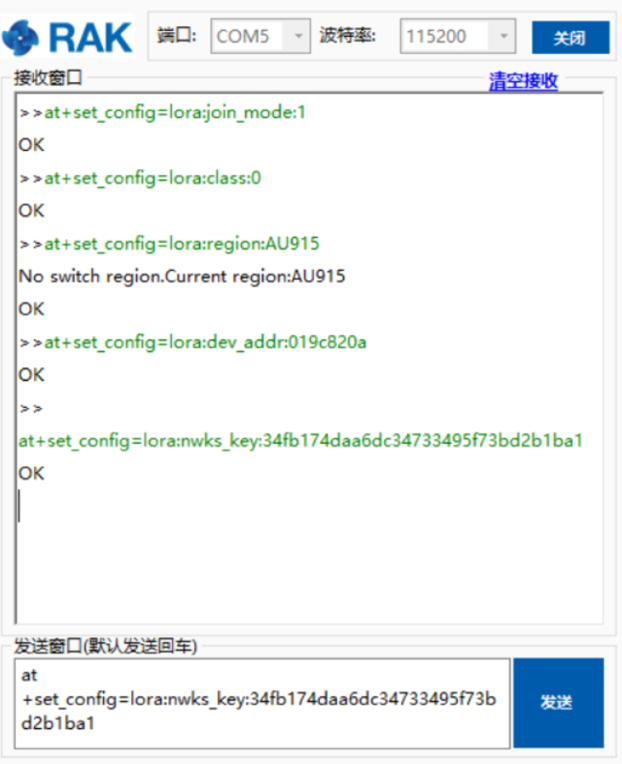 RAK 端口: COM5 波特率: 115200 关闭
接收窗口 清空接收
>>at+set_config=lora:join_mode:1
OK
>>at+set_config=lora:class:0
OK
>>at+set_config=lora:region:AU915
No switch region.Current region:AU915
OK
>>at+set_config=lora:dev_addr:019c820a
OK
>>
at+set_config=lora:nwks_key:34fb174daa6dc34733495f73bd2b1ba1
OK
发送窗口(默认发送回车)
at
+set_config=lora:nwks_key:34fb174daa6dc34733495f73b
d2b1ba1
发送